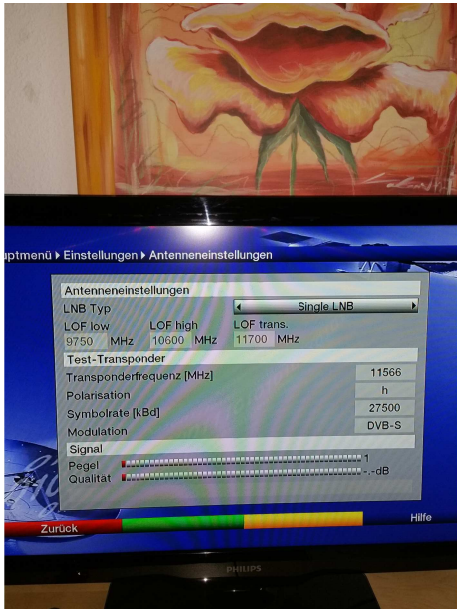 uptmenü ▸ Einstellungen ▸ Antenneneinstellungen
Antenneneinstellungen
LNB Typ Single LNB
LOF low LOF high LOF trans.
9750 MHz 10600 MHz 11700 MHz
Test-Transponder
Transponderfrequenz [MHz] 11566
Polarisation h
Symbolrate [kBd] 27500
Modulation DVB-S
Signal
Pegel 1
Qualität -.-dB
Zurück Hilfe
PHILIPS